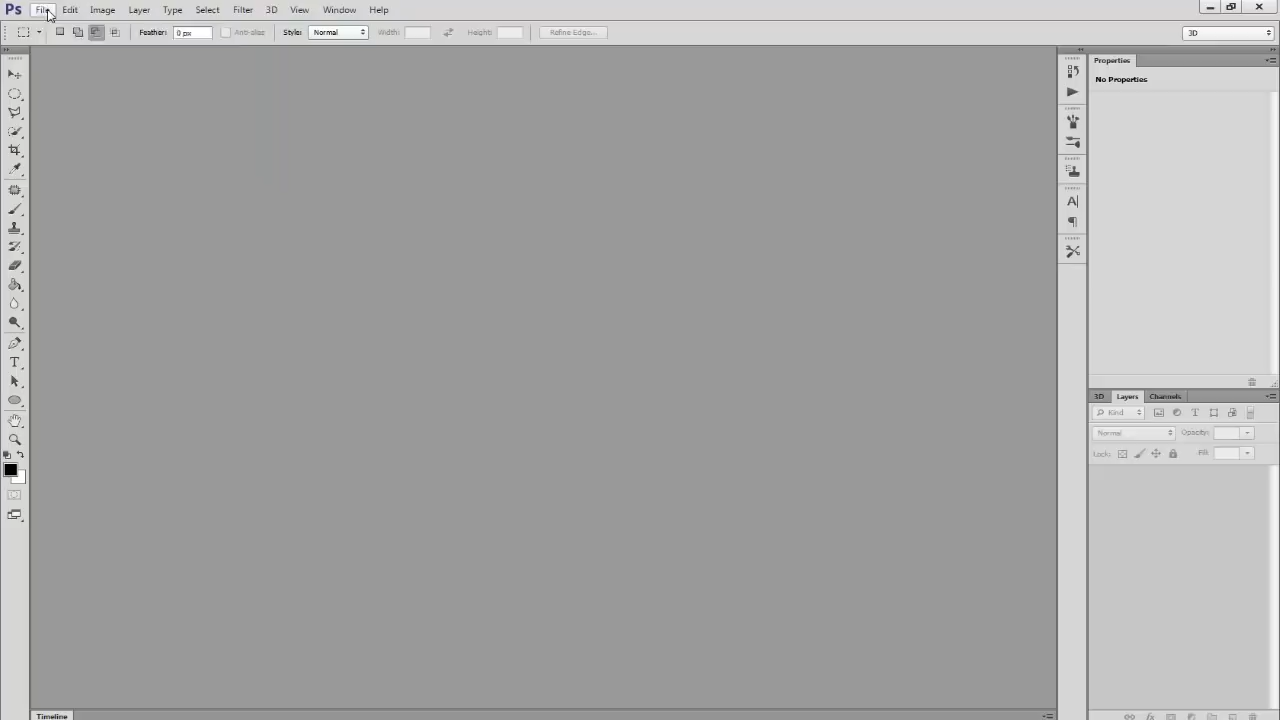 Ps File Edit Image Layer Type Select Filter 3D View Window Help
Feather: 0 px Anti-alias Style: Normal Width: Height: Refine Edge... 3D
Properties
No Properties
3D Layers Channels
Kind
Normal Opacity:
Lock: Fill:
Timeline